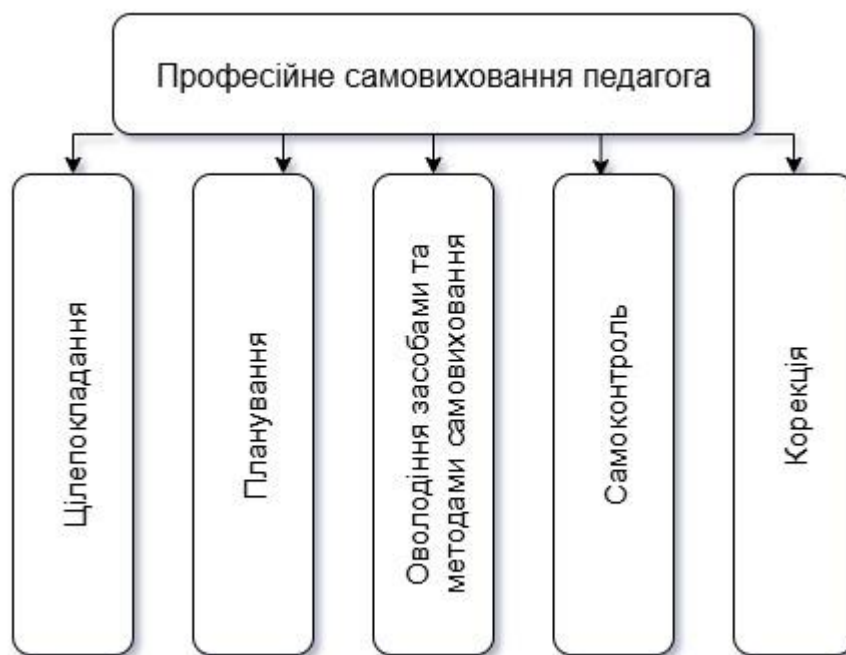 Професійне самовиховання педагога
Цілепокладання
Планування
Оволодіння засобами та
методами самовиховання
Самоконтроль
Корекція